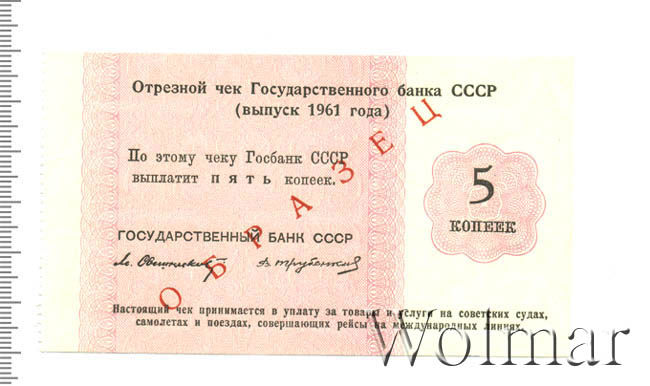 Отрезной чек Государственного банка СССР
(выпуск 1961 года)
По этому чеку Госбанк СССР
выплатит пять копеек.
5
КОПЕЕК
ОБРАЗЕЦ
ГОСУДАРСТВЕННЫЙ БАНК СССР
Настоящий чек принимается в уплату за товары и услуги на советских судах,
самолетах и поездах, совершающих рейсы на международных линиях.
Wolmar